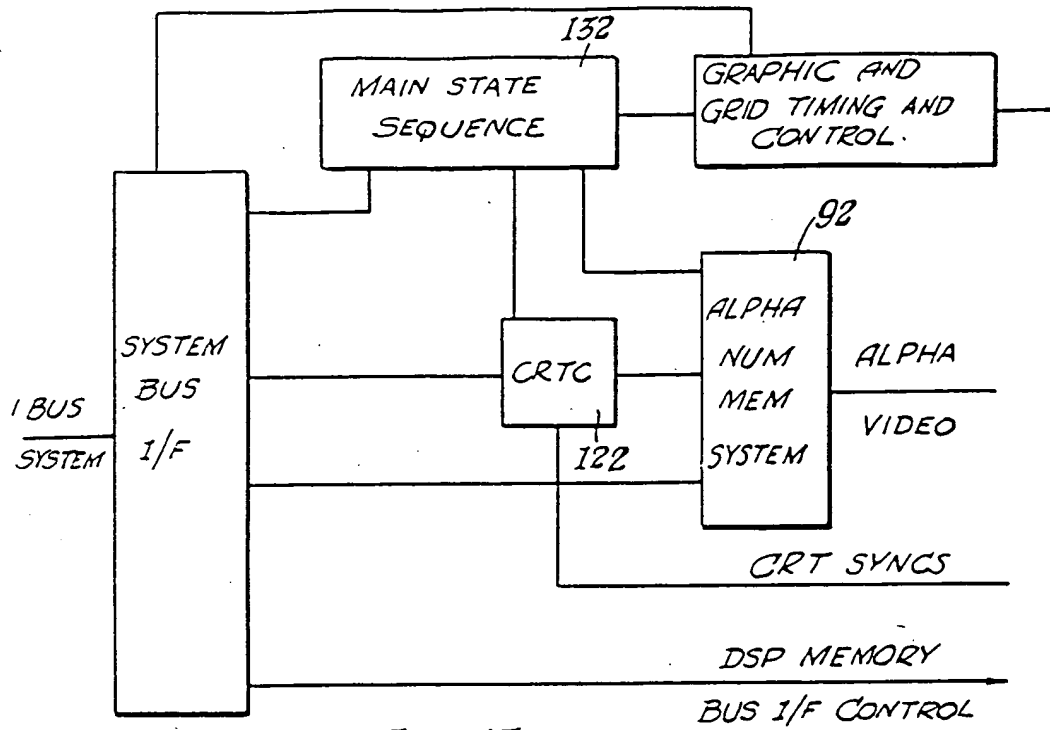 132
MAIN STATE
SEQUENCE
GRAPHIC AND
GRID TIMING AND
CONTROL.
92
SYSTEM
BUS
I/F
1 BUS
SYSTEM
CRTC
122
ALPHA
NUM
MEM
SYSTEM
ALPHA
VIDEO
CRT SYNCS
DSP MEMORY
BUS I/F CONTROL